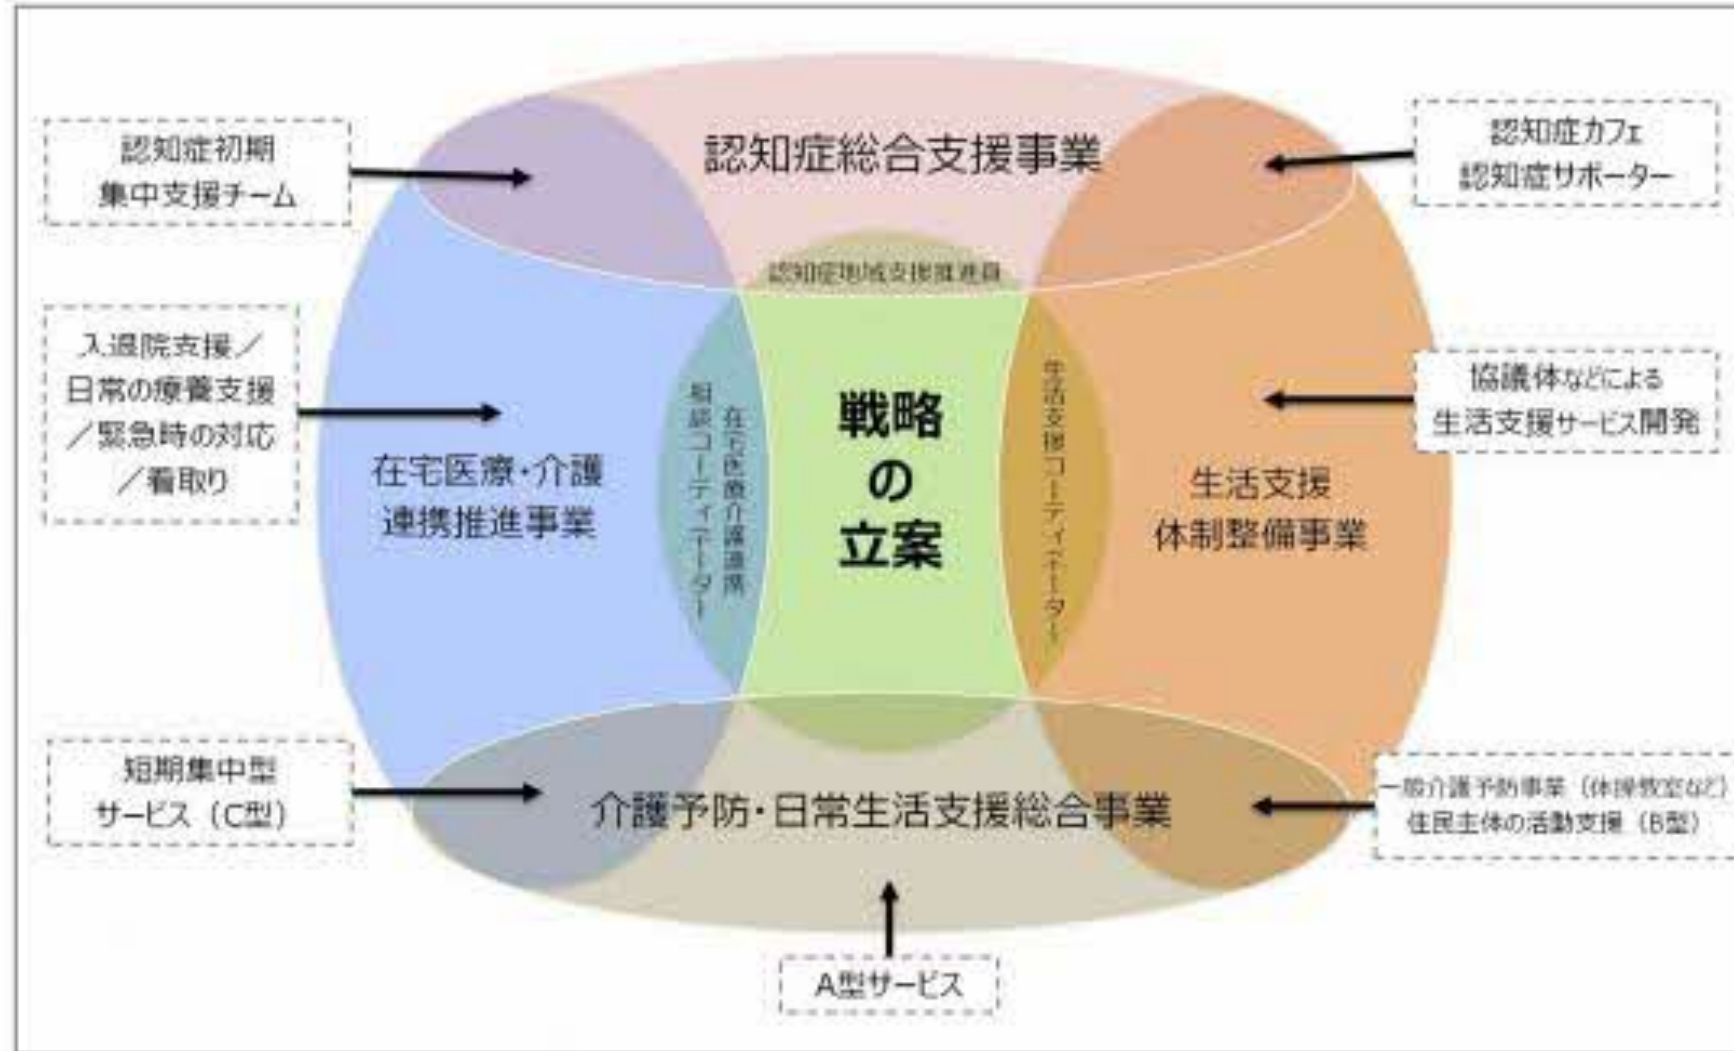 認知症総合支援事業
認知症初期
集中支援チーム
認知症カフェ
認知症サポーター
認知症地域支援推進員
入退院支援／
日常の療養支援
／緊急時の対応
／看取り
在宅医療・介護
連携推進事業
在宅医療介護連携
相談コーディネーター
戦略
の
立案
生活支援コーディネーター
生活支援
体制整備事業
協議体などによる
生活支援サービス開発
短期集中型
サービス（C型）
介護予防・日常生活支援総合事業
一般介護予防事業（体操教室など）
住民主体の活動支援（B型）
A型サービス